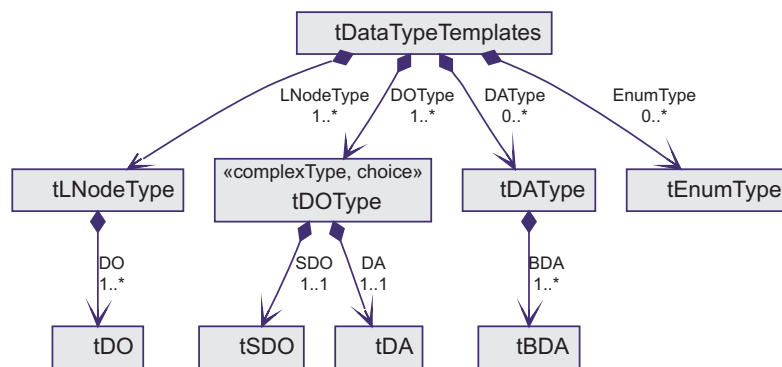 tDataTypeTemplates
LNodeType
1..*
DOType
1..*
DAType
0..*
EnumType
0..*
tLNodeType
«complexType, choice»
tDOType
tDAType
tEnumType
DO
1..*
SDO
1..1
DA
1..1
BDA
1..*
tDO
tSDO
tDA
tBDA